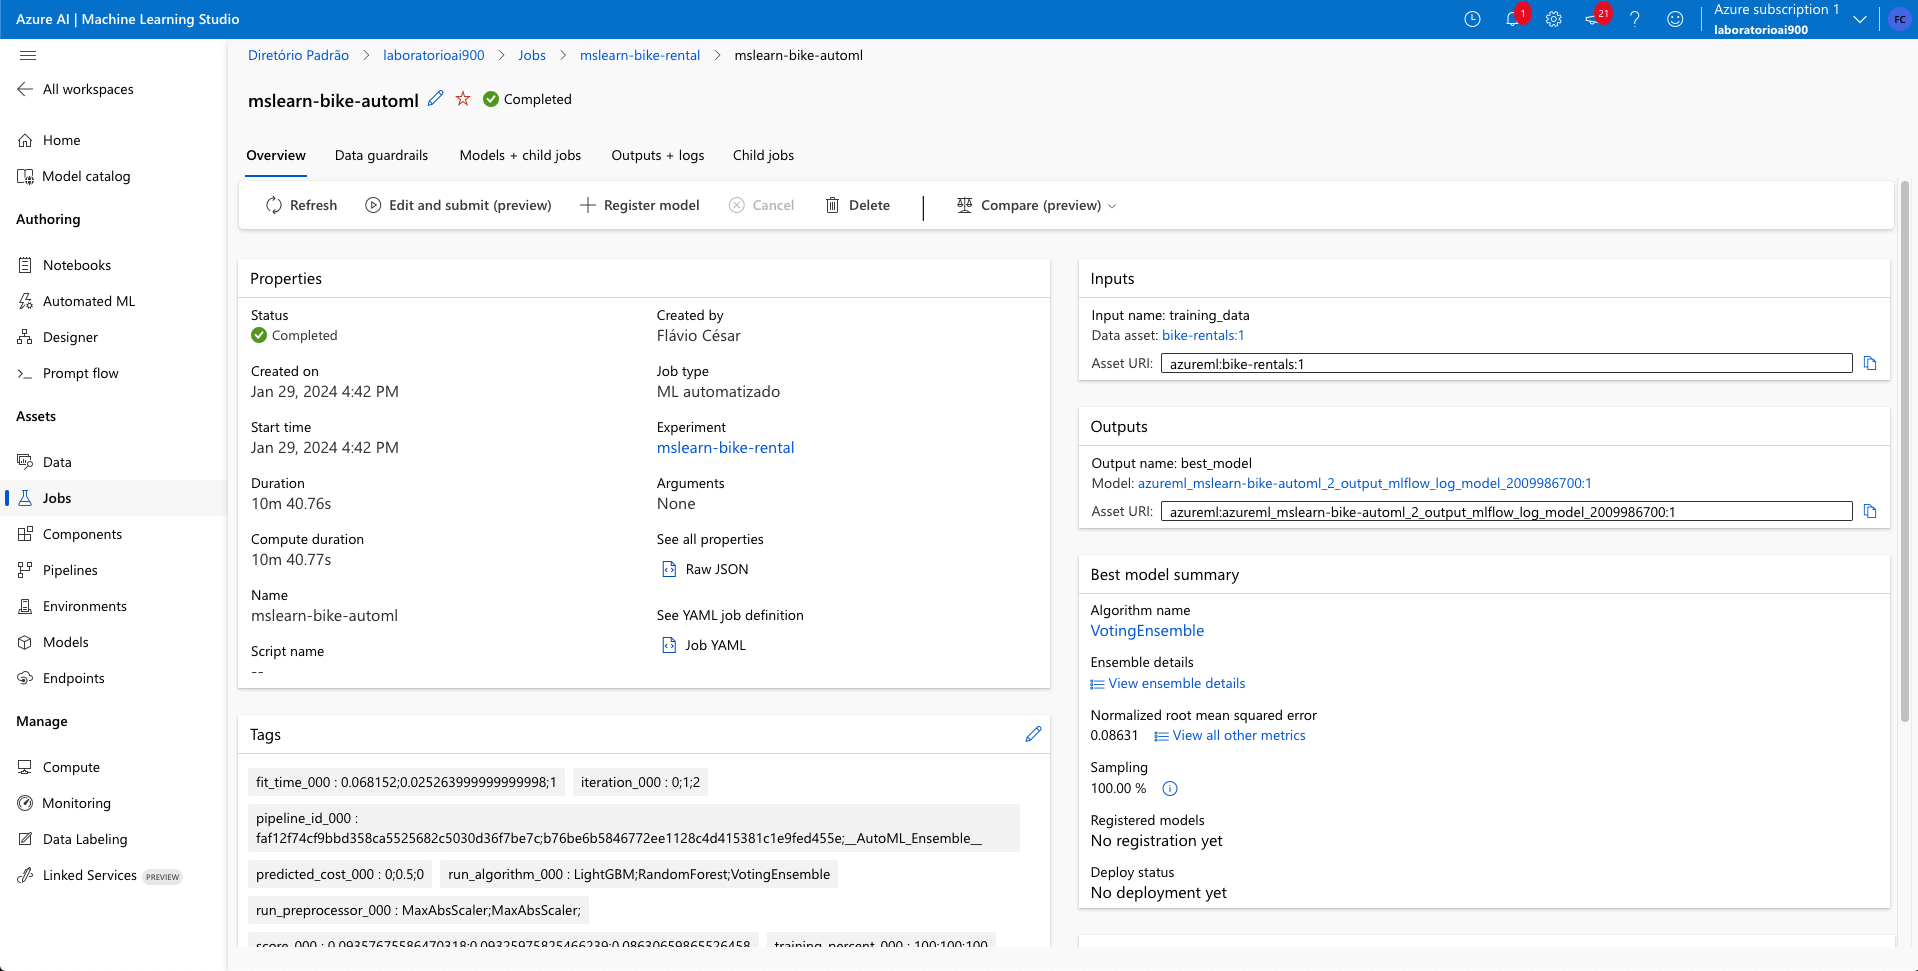 Azure AI | Machine Learning Studio
1
21
Azure subscription 1
laboratorioai900
FC
All workspaces
Home
Model catalog
Authoring
Notebooks
Automated ML
Designer
Prompt flow
Assets
Data
Jobs
Components
Pipelines
Environments
Models
Endpoints
Manage
Compute
Monitoring
Data Labeling
Linked Services PREVIEW
Diretório Padrão > laboratorioai900 > Jobs > mslearn-bike-rental > mslearn-bike-automl
mslearn-bike-automl Completed
Overview Data guardrails Models + child jobs Outputs + logs Child jobs
Refresh Edit and submit (preview) Register model Cancel Delete Compare (preview)
Properties
Status
Completed
Created on
Jan 29, 2024 4:42 PM
Start time
Jan 29, 2024 4:42 PM
Duration
10m 40.76s
Compute duration
10m 40.77s
Name
mslearn-bike-automl
Script name
--
Created by
Flávio César
Job type
ML automatizado
Experiment
mslearn-bike-rental
Arguments
None
See all properties
Raw JSON
See YAML job definition
Job YAML
Tags
fit_time_000 : 0.068152;0.025263999999999998;1 iteration_000 : 0;1;2
pipeline_id_000 :
faf12f74cf9bbd358ca5525682c5030d36f7be7c;b76be6b5846772ee1128c4d415381c1e9fed455e;__AutoML_Ensemble__
predicted_cost_000 : 0;0.5;0 run_algorithm_000 : LightGBM;RandomForest;VotingEnsemble
run_preprocessor_000 : MaxAbsScaler;MaxAbsScaler;
score_000 : 0.09357675586470318;0.09325975825466239;0.08630659865526458 training_percent_000 : 100;100;100
Inputs
Input name: training_data
Data asset: bike-rentals:1
Asset URI: azureml:bike-rentals:1
Outputs
Output name: best_model
Model: azureml_mslearn-bike-automl_2_output_mlflow_log_model_2009986700:1
Asset URI: azureml:azureml_mslearn-bike-automl_2_output_mlflow_log_model_2009986700:1
Best model summary
Algorithm name
VotingEnsemble
Ensemble details
View ensemble details
Normalized root mean squared error
0.08631 View all other metrics
Sampling
100.00 %
Registered models
No registration yet
Deploy status
No deployment yet